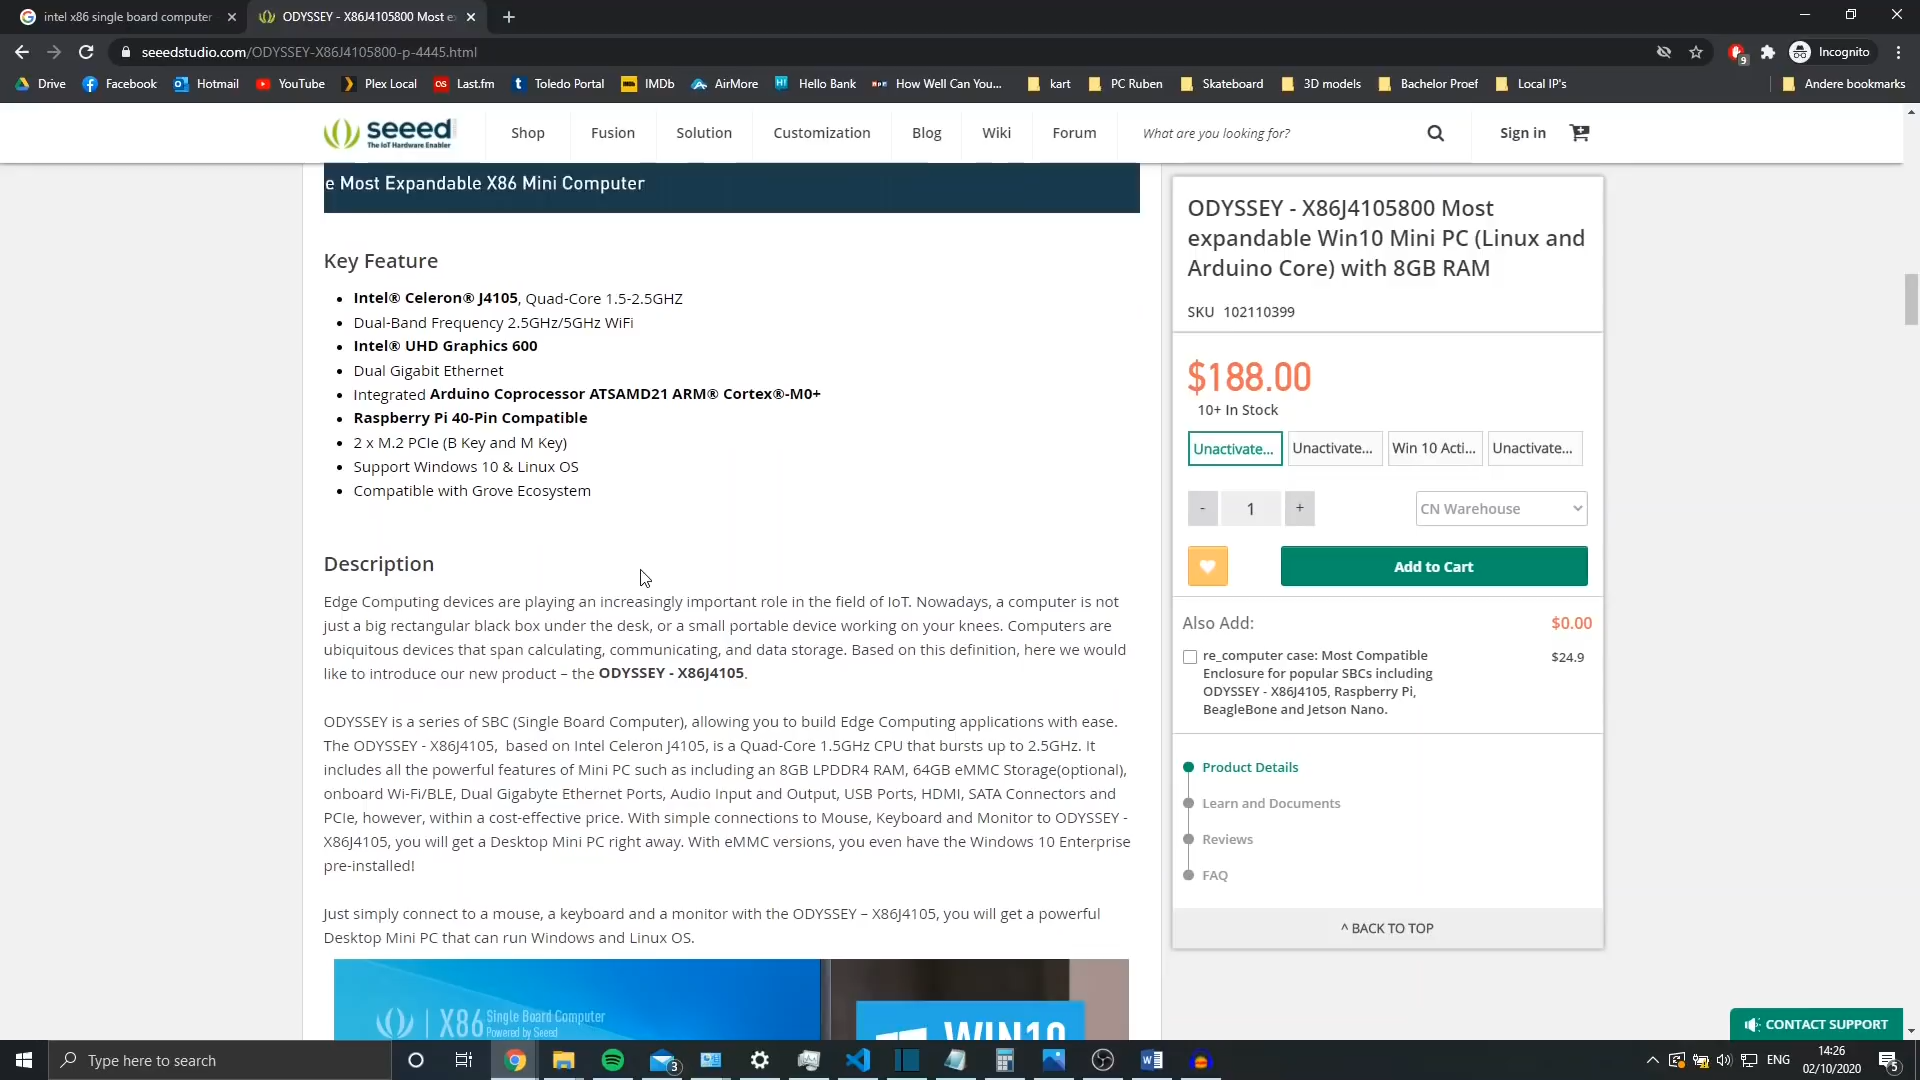 intel x86 single board computer
ODYSSEY - X86J4105800 Most e
seeedstudio.com/ODYSSEY-X86J4105800-p-4445.html
9
Incognito
Drive
Facebook
Hotmail
YouTube
Plex Local
Last.fm
Toledo Portal
IMDb
AirMore
Hello Bank
How Well Can You...
kart
PC Ruben
Skateboard
3D models
Bachelor Proef
Local IP's
Andere bookmarks
seeed
The IoT Hardware Enabler
Shop
Fusion
Solution
Customization
Blog
Wiki
Forum
What are you looking for?
Sign in
e Most Expandable X86 Mini Computer
Key Feature
Intel® Celeron® J4105, Quad-Core 1.5-2.5GHZ
Dual-Band Frequency 2.5GHz/5GHz WiFi
Intel® UHD Graphics 600
Dual Gigabit Ethernet
Integrated Arduino Coprocessor ATSAMD21 ARM® Cortex®-M0+
Raspberry Pi 40-Pin Compatible
2 x M.2 PCIe (B Key and M Key)
Support Windows 10 & Linux OS
Compatible with Grove Ecosystem
Description
Edge Computing devices are playing an increasingly important role in the field of IoT. Nowadays, a computer is not
just a big rectangular black box under the desk, or a small portable device working on your knees. Computers are
ubiquitous devices that span calculating, communicating, and data storage. Based on this definition, here we would
like to introduce our new product – the ODYSSEY - X86J4105.
ODYSSEY is a series of SBC (Single Board Computer), allowing you to build Edge Computing applications with ease.
The ODYSSEY - X86J4105, based on Intel Celeron J4105, is a Quad-Core 1.5GHz CPU that bursts up to 2.5GHz. It
includes all the powerful features of Mini PC such as including an 8GB LPDDR4 RAM, 64GB eMMC Storage(optional),
onboard Wi-Fi/BLE, Dual Gigabyte Ethernet Ports, Audio Input and Output, USB Ports, HDMI, SATA Connectors and
PCIe, however, within a cost-effective price. With simple connections to Mouse, Keyboard and Monitor to ODYSSEY -
X86J4105, you will get a Desktop Mini PC right away. With eMMC versions, you even have the Windows 10 Enterprise
pre-installed!
Just simply connect to a mouse, a keyboard and a monitor with the ODYSSEY – X86J4105, you will get a powerful
Desktop Mini PC that can run Windows and Linux OS.
X86 Single Board Computer
Powered by Seeed
WIN10
ODYSSEY - X86J4105800 Most
expandable Win10 Mini PC (Linux and
Arduino Core) with 8GB RAM
SKU 102110399
$188.00
10+ In Stock
Unactivate...
Unactivate...
Win 10 Acti...
Unactivate...
- 1 +
CN Warehouse
Add to Cart
Also Add:
$0.00
re_computer case: Most Compatible
Enclosure for popular SBCs including
ODYSSEY - X86J4105, Raspberry Pi,
BeagleBone and Jetson Nano.
$24.9
Product Details
Learn and Documents
Reviews
FAQ
^ BACK TO TOP
CONTACT SUPPORT
Type here to search
3
ENG
14:26
02/10/2020
5